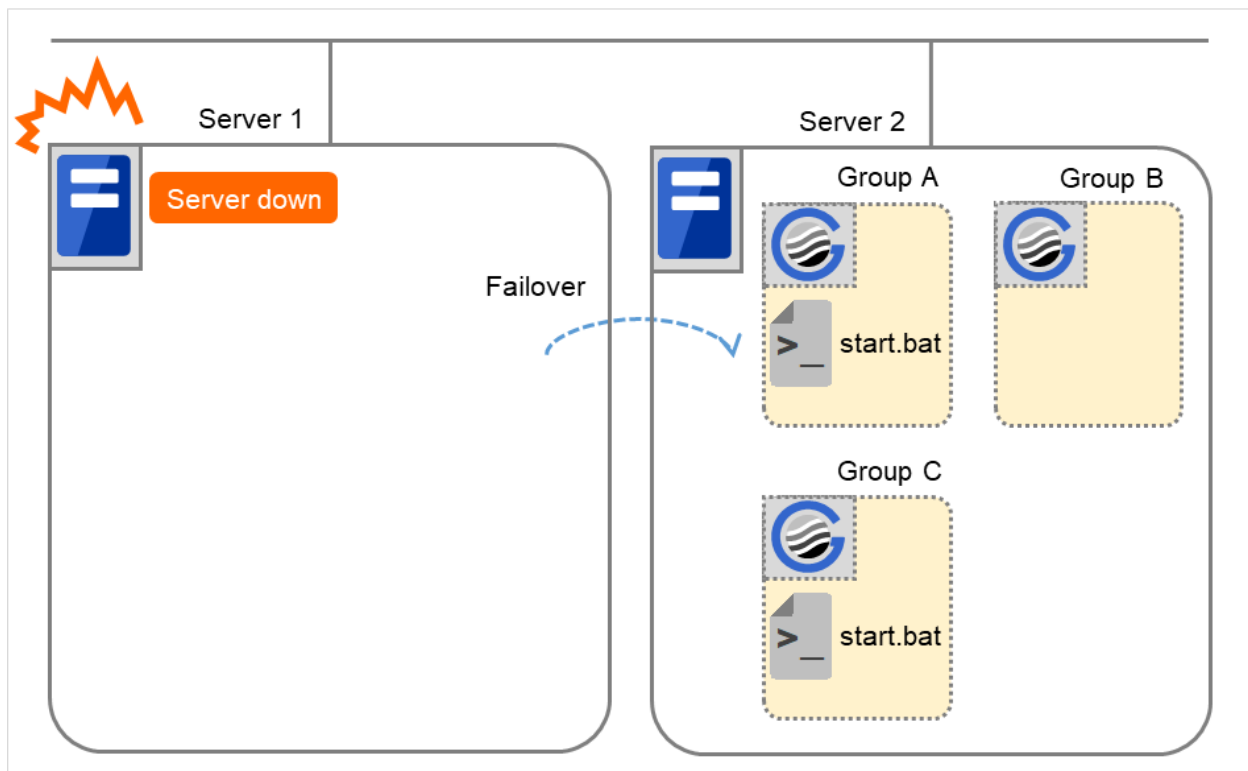 Server 1
Server 2
Server down
Group A
Group B
Failover
>_ start.bat
Group C
>_ start.bat